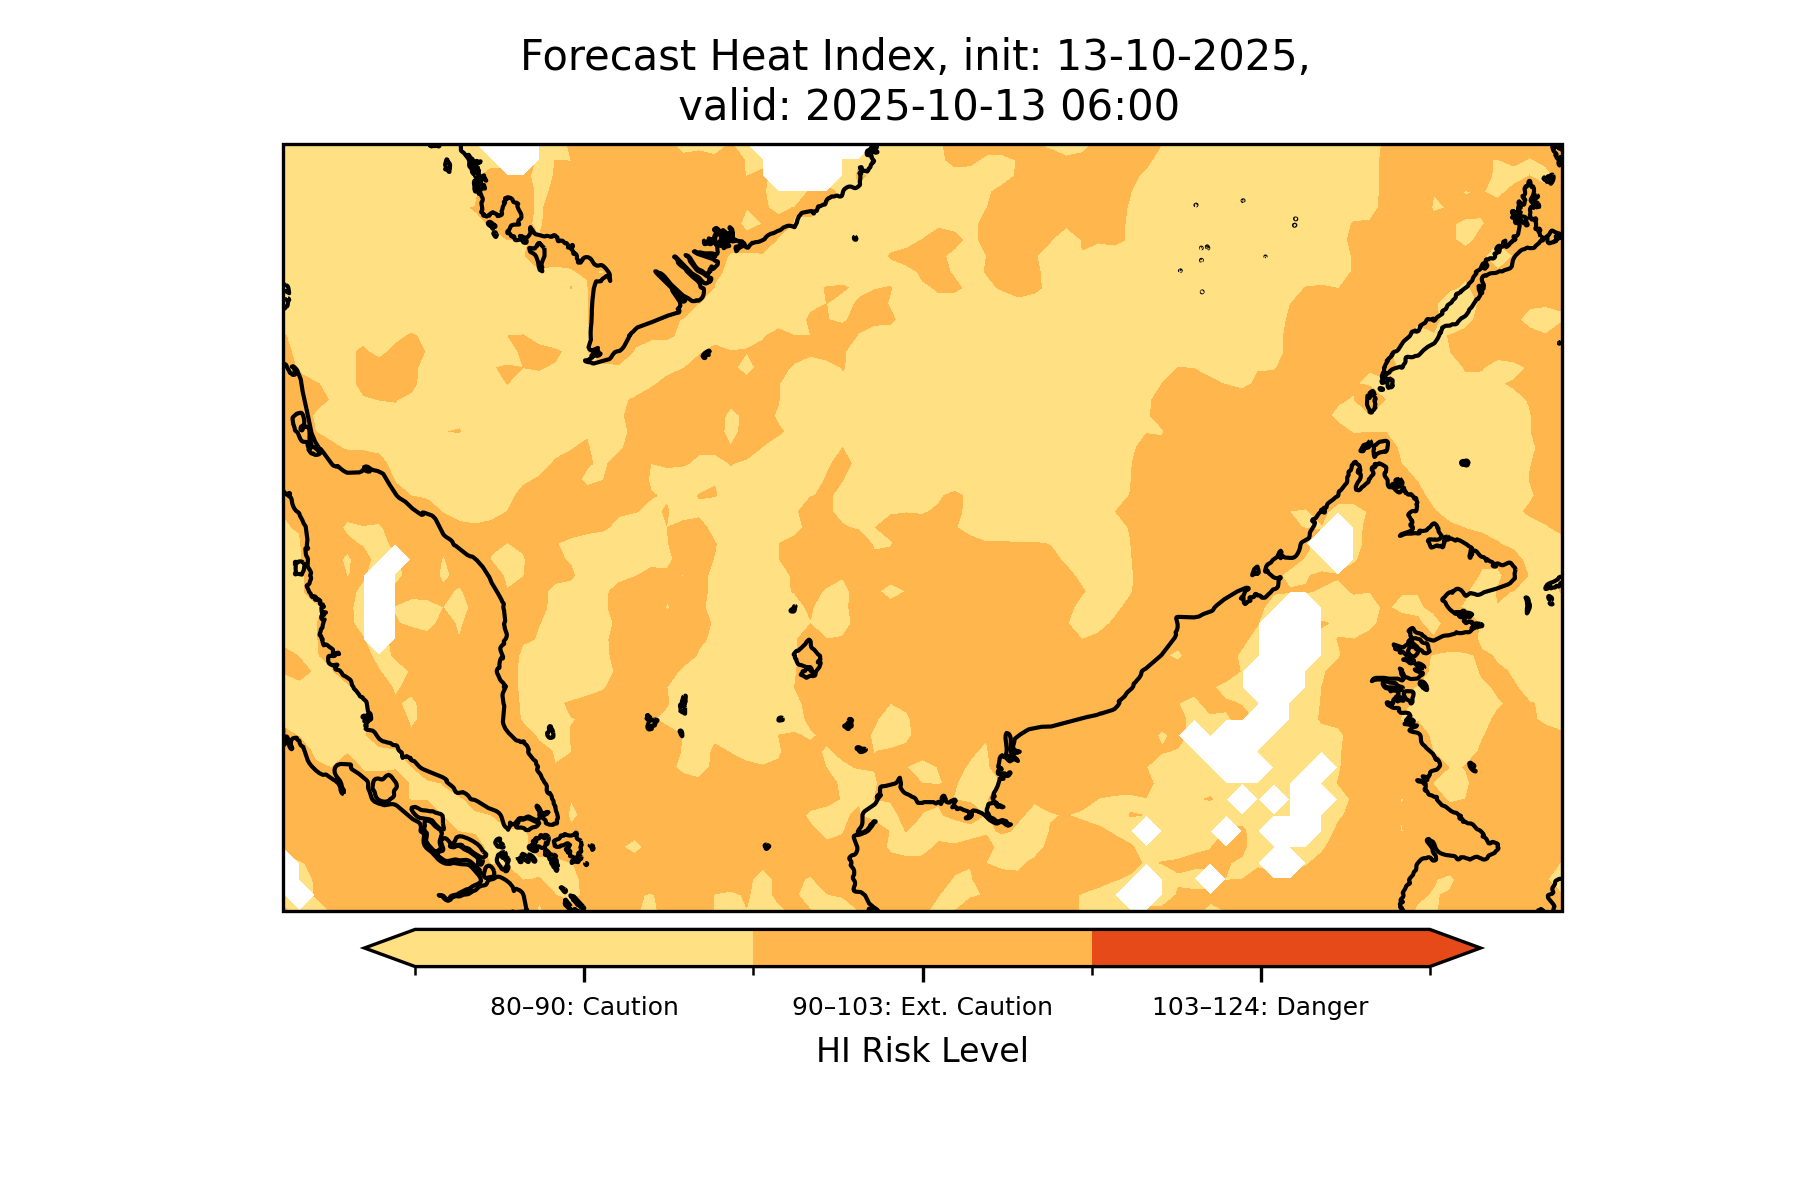 Forecast Heat Index, init: 13-10-2025,
valid: 2025-10-13 06:00
80–90: Caution
90–103: Ext. Caution
103–124: Danger
HI Risk Level